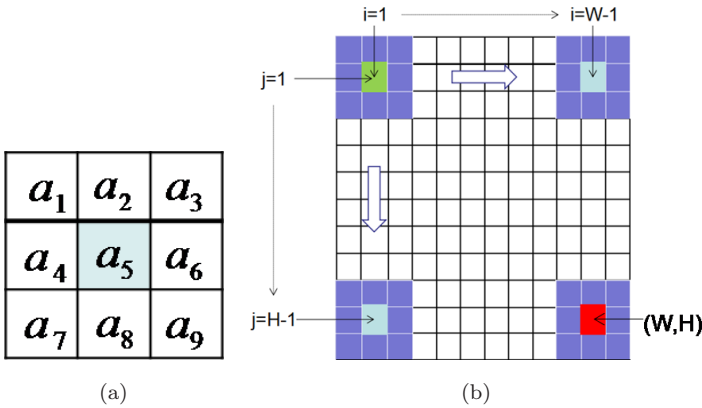 i=1
i=W-1
j=1
a1 a2 a3
a4 a5 a6
a7 a8 a9
j=H-1
(W,H)
(a)
(b)